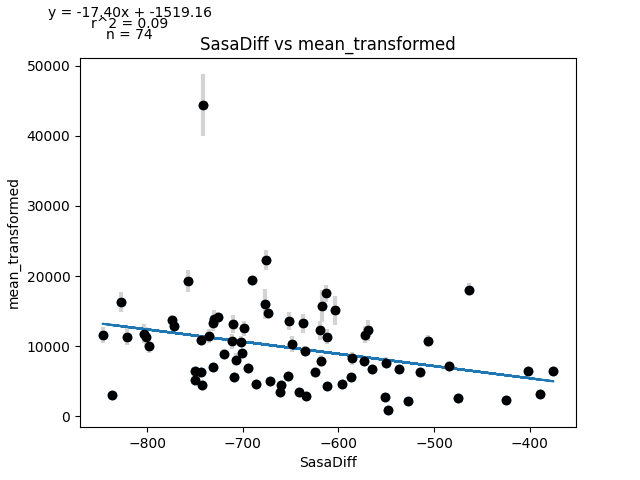 y = -17.40x + -1519.16
r^2 = 0.09
n = 74
SasaDiff vs mean_transformed
50000
40000
30000
20000
10000
0
mean_transformed
−800
−700
−600
−500
−400
SasaDiff